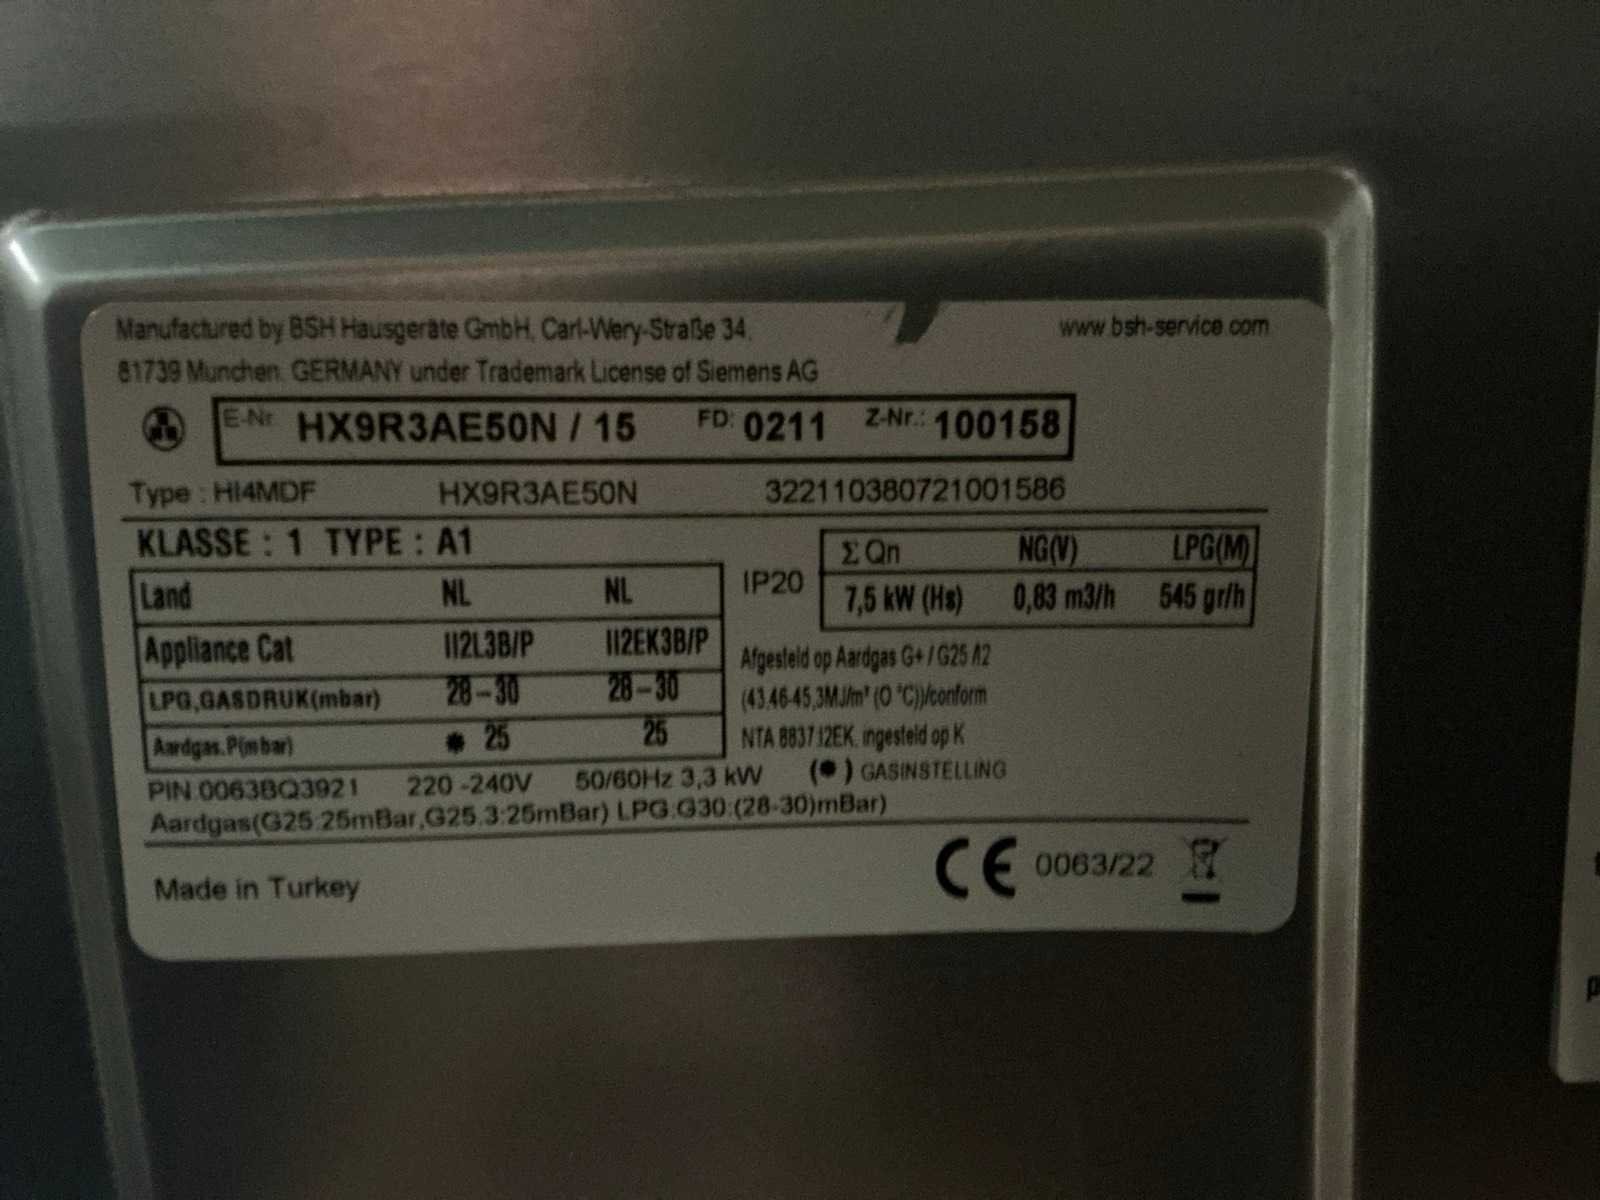 Manufactured by BSH Hausgeräte GmbH, Carl-Wery-Straße 34,
www.bsh-service.com
81739 Munchen. GERMANY under Trademark License of Siemens AG
E-Nr HX9R3AE50N / 15 FD: 0211 Z-Nr.: 100158
Type : HI4MDF HX9R3AE50N 322110380721001586
KLASSE : 1 TYPE : A1
Land NL NL
Appliance Cat II2L3B/P II2EK3B/P
LPG,GASDRUK(mbar) 28-30 28-30
Aardgas.P(mbar) * 25 25
IP20
ΣQn NG(V) LPG(M)
7,5 kW (Hs) 0,83 m3/h 545 gr/h
Afgesteld op Aardgas G+ / G25 A2
(43,46-45,3MJ/m³ (O °C))/conform
NTA 8837:I2EK, ingesteld op K
PIN.0063BQ3921 220 -240V 50/60Hz 3,3 kW (*) GASINSTELLING
Aardgas(G25:25mBar,G25.3:25mBar) LPG:G30:(28-30)mBar)
Made in Turkey
CE 0063/22